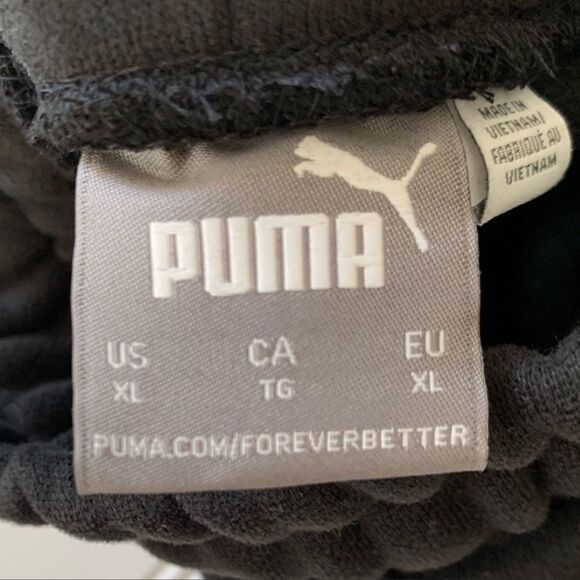 MADE IN
VIETNAM/
FABRIQUÉ AU
VIETNAM
PUMA
US CA EU
XL TG XL
PUMA.COM/FOREVERBETTER